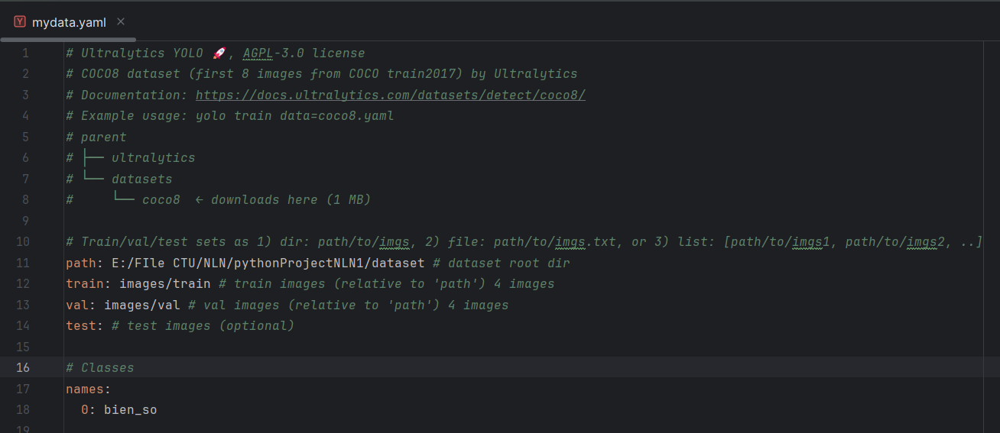 Y mydata.yaml ×
1 # Ultralytics YOLO 🚀, AGPL-3.0 license
2 # COCO8 dataset (first 8 images from COCO train2017) by Ultralytics
3 # Documentation: https://docs.ultralytics.com/datasets/detect/coco8/
4 # Example usage: yolo train data=coco8.yaml
5 # parent
6 # ├── ultralytics
7 # └── datasets
8 #     └── coco8  ← downloads here (1 MB)
9
10 # Train/val/test sets as 1) dir: path/to/imgs, 2) file: path/to/imgs.txt, or 3) list: [path/to/imgs1, path/to/imgs2, ..]
11 path: E:/FIle CTU/NLN/pythonProjectNLN1/dataset # dataset root dir
12 train: images/train # train images (relative to 'path') 4 images
13 val: images/val # val images (relative to 'path') 4 images
14 test: # test images (optional)
15
16 # Classes
17 names:
18   0: bien_so
19